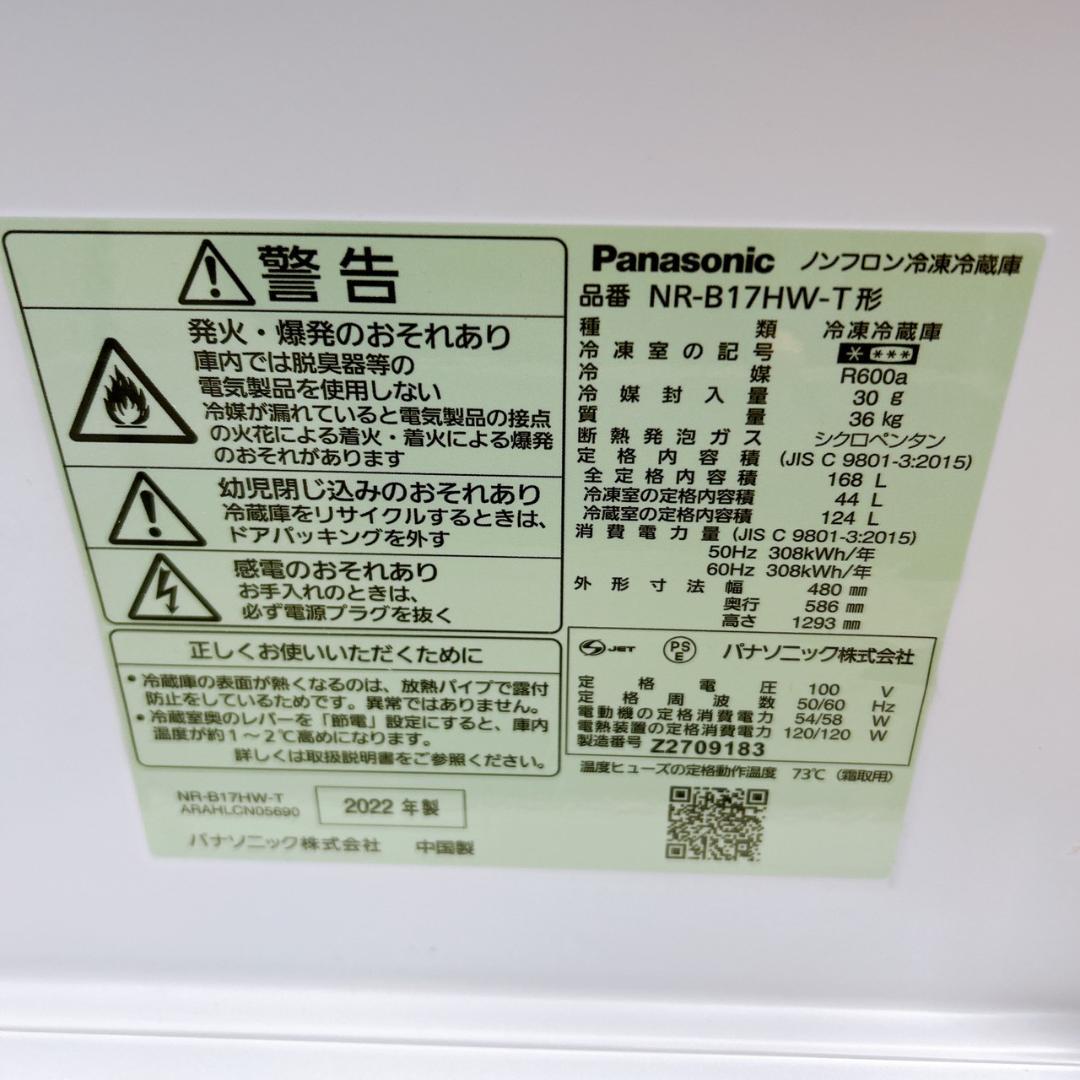 警告
発火・爆発のおそれあり
庫内では脱臭器等の
電気製品を使用しない
冷媒が漏れていると電気製品の接点
の火花による着火・着火による爆発
のおそれがあります
幼児閉じ込みのおそれあり
冷蔵庫をリサイクルするときは、
ドアパッキングを外す
感電のおそれあり
お手入れのときは、
必ず電源プラグを抜く
正しくお使いいただくために
・冷蔵庫の表面が熱くなるのは、放熱パイプで露付
防止をしているためです。異常ではありません。
・冷蔵室奥のレバーを「節電」設定にすると、庫内
温度が約1～2℃高めになります。
詳しくは取扱説明書をご参照ください。
NR-B17HW-T
ARAHLCN05690
2022 年製
パナソニック株式会社 中国製
Panasonic ノンフロン冷凍冷蔵庫
品番 NR-B17HW-T形
種類 冷凍冷蔵庫
冷凍室の記号 * ***
冷媒 R600a
冷媒封入量 30 g
質量 36 kg
断熱発泡ガス シクロペンタン
定格内容積 (JIS C 9801-3:2015)
全定格内容積 168 L
冷凍室の定格内容積 44 L
冷蔵室の定格内容積 124 L
消費電力量 (JIS C 9801-3:2015)
50Hz 308kWh/年
60Hz 308kWh/年
外形寸法 幅 480 mm
奥行 586 mm
高さ 1293 mm
S JET PSE パナソニック株式会社
定格電圧 100 V
定格周波数 50/60 Hz
電動機の定格消費電力 54/58 W
電熱装置の定格消費電力 120/120 W
製造番号 Z2709183
温度ヒューズの定格動作温度 73℃ (霜取用)